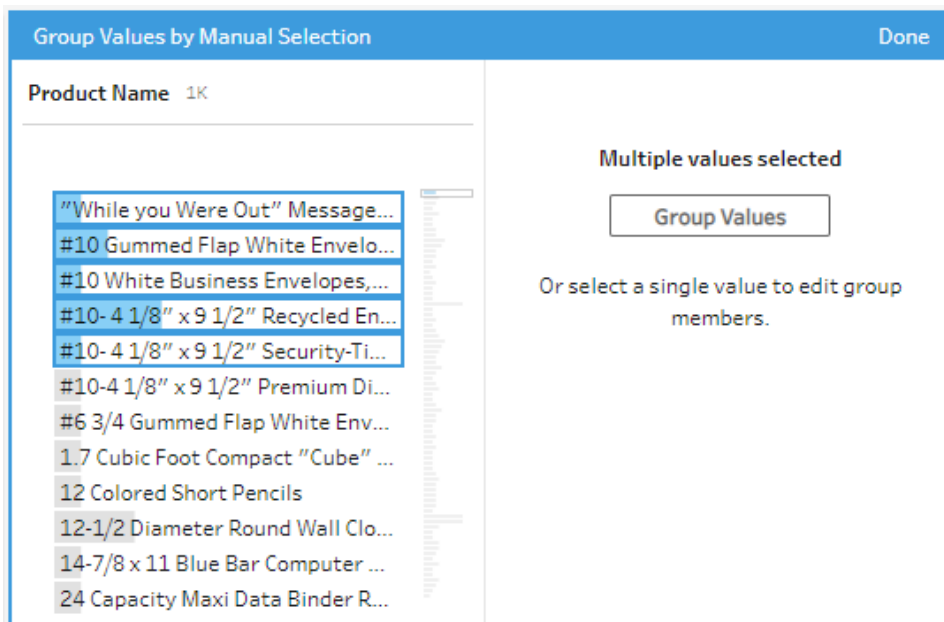 Group Values by Manual Selection Done
Product Name 1K
"While you Were Out" Message...
#10 Gummed Flap White Envelo...
#10 White Business Envelopes,...
#10- 4 1/8" x 9 1/2" Recycled En...
#10- 4 1/8" x 9 1/2" Security-Ti...
#10-4 1/8" x 9 1/2" Premium Di...
#6 3/4 Gummed Flap White Env...
1.7 Cubic Foot Compact "Cube" ...
12 Colored Short Pencils
12-1/2 Diameter Round Wall Clo...
14-7/8 x 11 Blue Bar Computer ...
24 Capacity Maxi Data Binder R...
Multiple values selected
Group Values
Or select a single value to edit group
members.